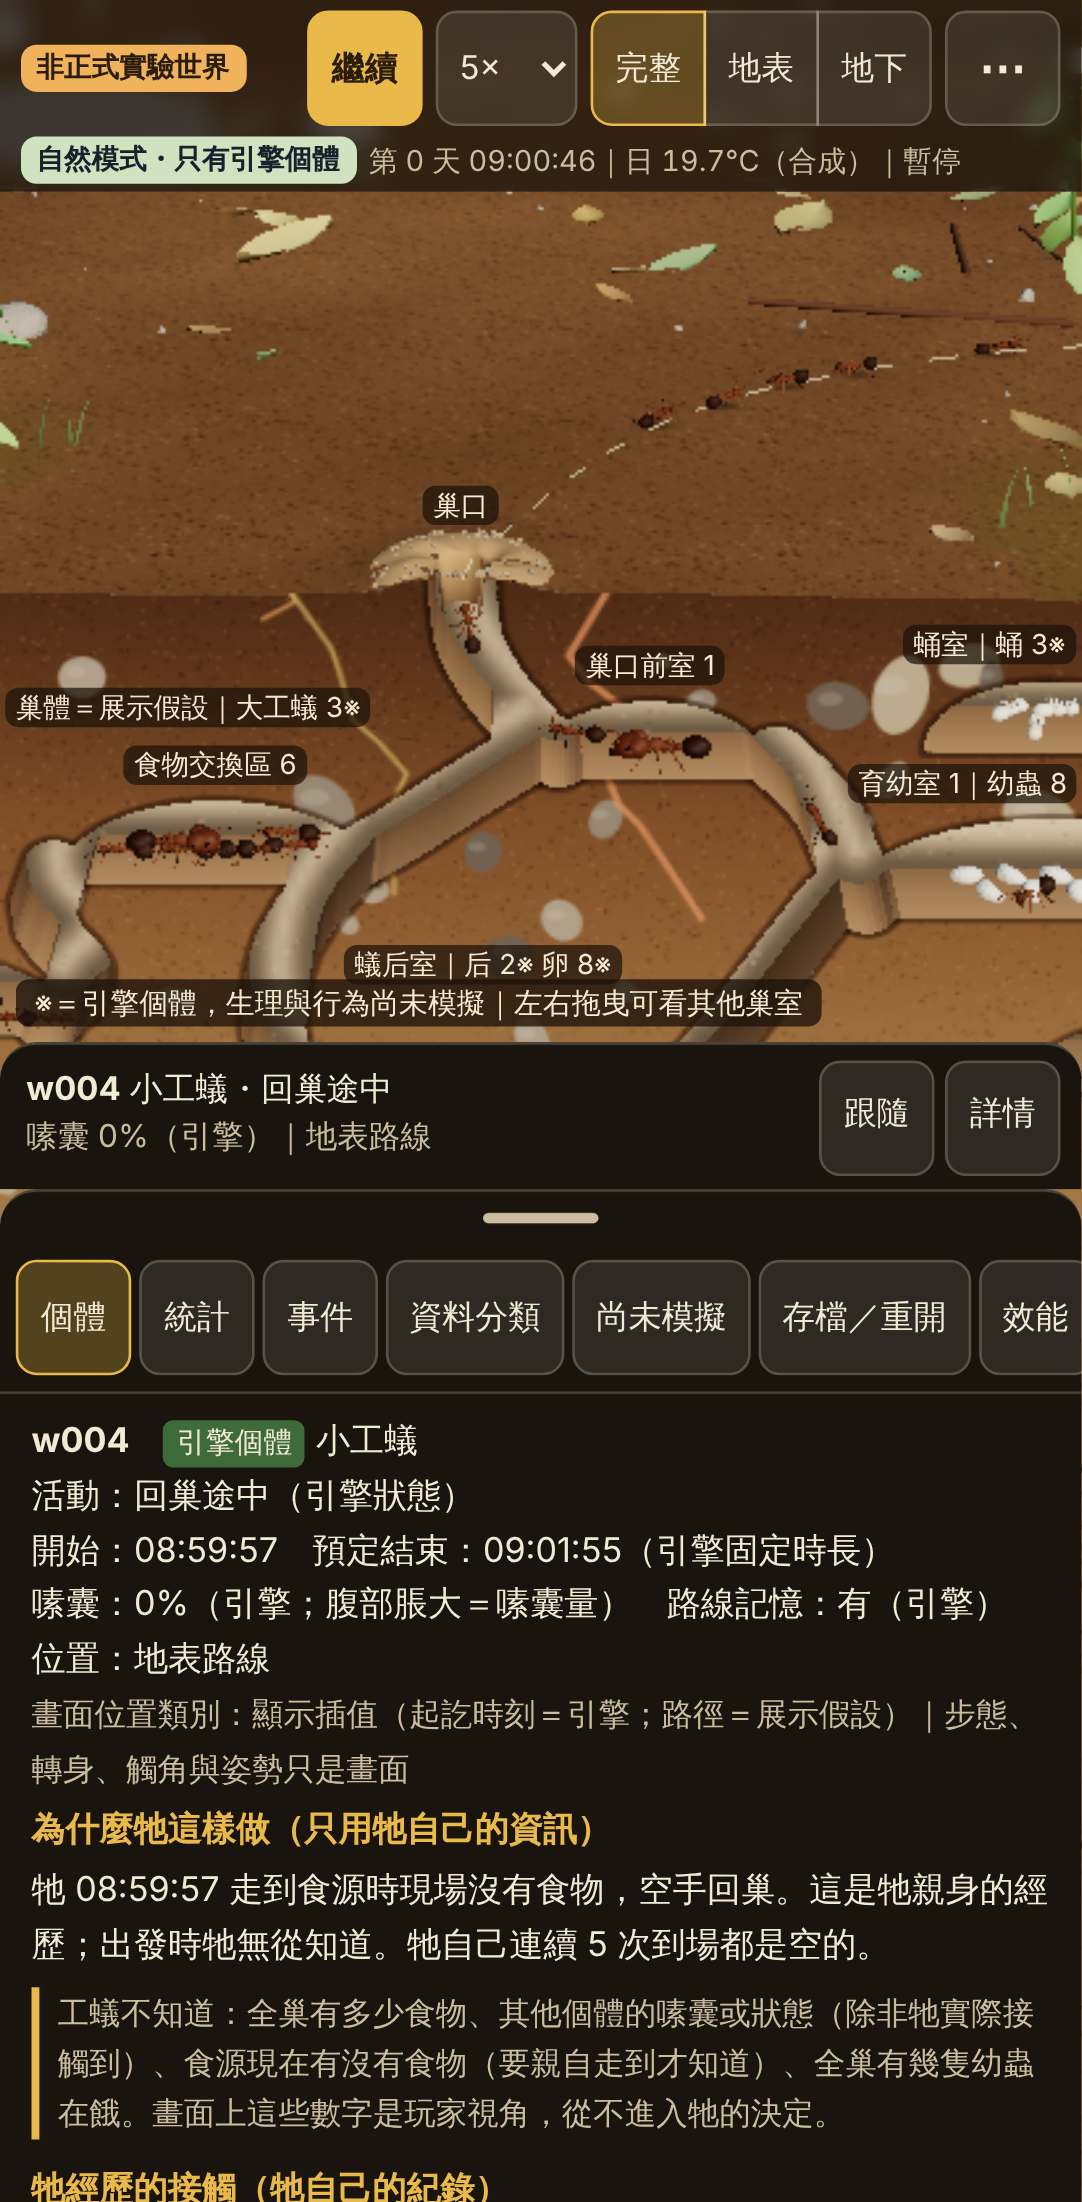 非正式實驗世界
繼續
5×
完整
地表
地下
…
自然模式・只有引擎個體
第 0 天 09:00:46｜日 19.7°C（合成）｜暫停
巢口
蛹室｜蛹 3※
巢口前室 1
巢體＝展示假設｜大工蟻 3※
食物交換區 6
育幼室 1｜幼蟲 8
蟻后室｜后 2※ 卵 8※
※＝引擎個體，生理與行為尚未模擬｜左右拖曳可看其他巢室
w004 小工蟻・回巢途中
嗉囊 0%（引擎）｜地表路線
跟隨
詳情
個體
統計
事件
資料分類
尚未模擬
存檔／重開
效能
w004 引擎個體 小工蟻
活動：回巢途中（引擎狀態）
開始：08:59:57 預定結束：09:01:55（引擎固定時長）
嗉囊：0%（引擎；腹部脹大＝嗉囊量） 路線記憶：有（引擎）
位置：地表路線
畫面位置類別：顯示插值（起訖時刻＝引擎；路徑＝展示假設）｜步態、
轉身、觸角與姿勢只是畫面
為什麼牠這樣做（只用牠自己的資訊）
牠 08:59:57 走到食源時現場沒有食物，空手回巢。這是牠親身的經
歷；出發時牠無從知道。牠自己連續 5 次到場都是空的。
工蟻不知道：全巢有多少食物、其他個體的嗉囊或狀態（除非牠實際接
觸到）、食源現在有沒有食物（要親自走到才知道）、全巢有幾隻幼蟲
在餓。畫面上這些數字是玩家視角，從不進入牠的決定。
牠經歷的接觸（牠自己的紀錄）